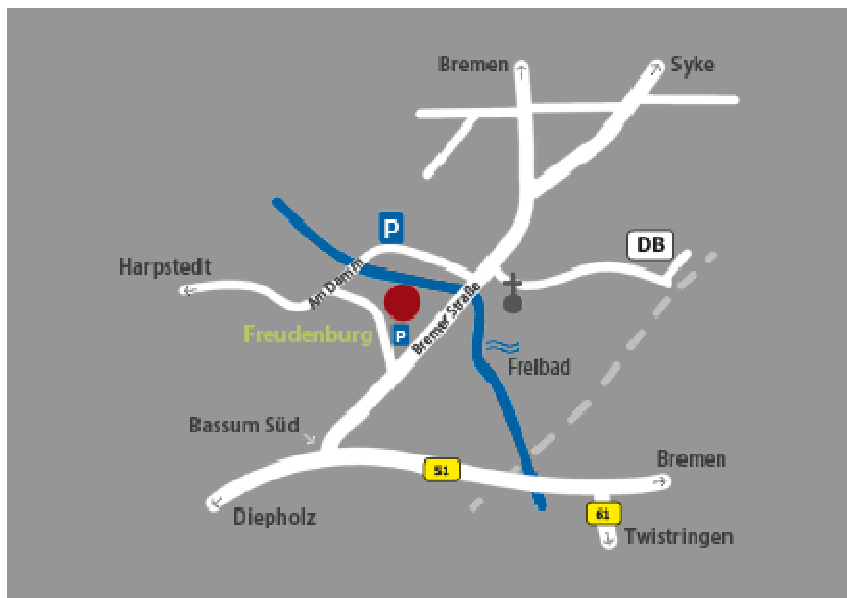 Bremen
Syke
P
DB
Harpstedt
Am Damm
Freudenburg
P
Bremer Straße
Freibad
Bassum Süd
51
Bremen
Diepholz
61
Twistringen